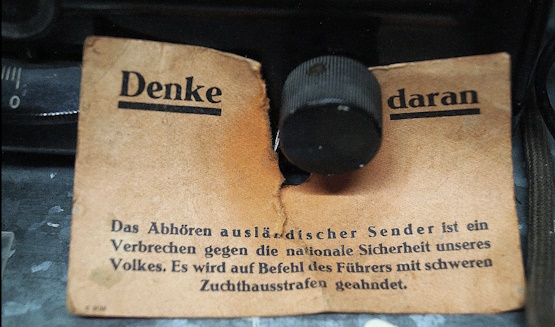 Denke daran
Das Abhören ausländischer Sender ist ein
Verbrechen gegen die nationale Sicherheit unseres
Volkes. Es wird auf Befehl des Führers mit schweren
Zuchthausstrafen geahndet.
0